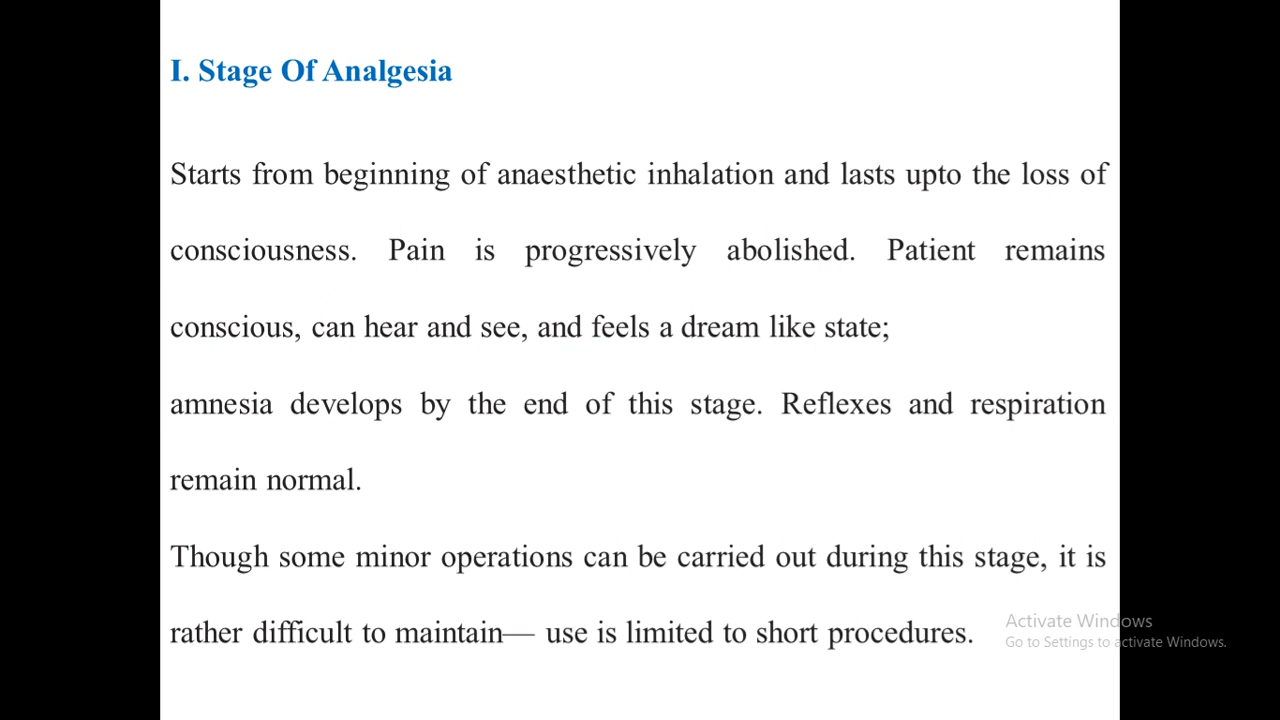 I. Stage Of Analgesia
Starts from beginning of anaesthetic inhalation and lasts upto the loss of
consciousness. Pain is progressively abolished. Patient remains
conscious, can hear and see, and feels a dream like state;
amnesia develops by the end of this stage. Reflexes and respiration
remain normal.
Though some minor operations can be carried out during this stage, it is
rather difficult to maintain— use is limited to short procedures.
Activate Windows
Go to Settings to activate Windows.